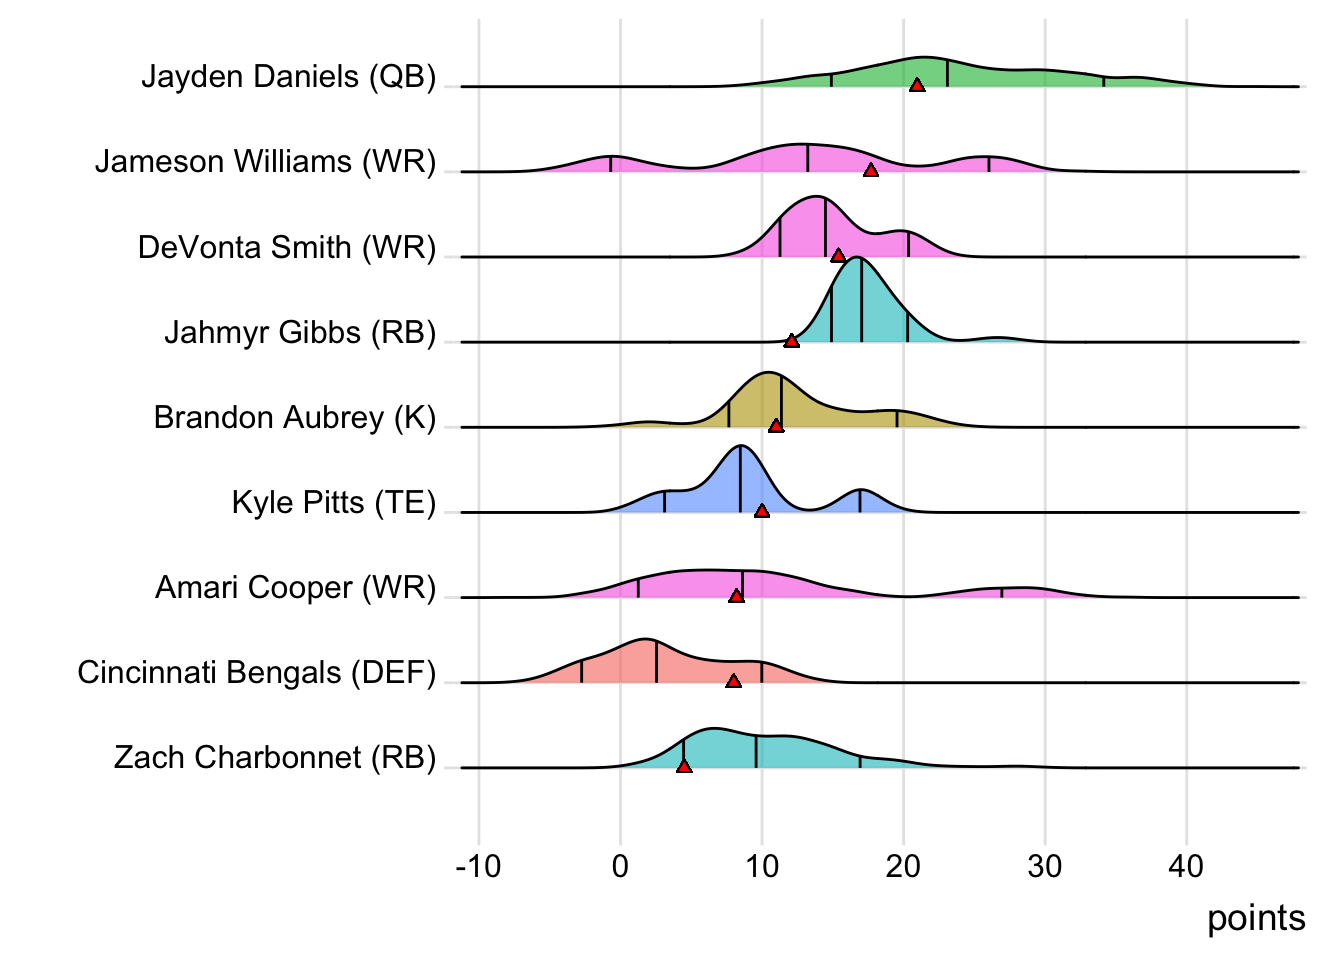 Jayden Daniels (QB)
Jameson Williams (WR)
DeVonta Smith (WR)
Jahmyr Gibbs (RB)
Brandon Aubrey (K)
Kyle Pitts (TE)
Amari Cooper (WR)
Cincinnati Bengals (DEF)
Zach Charbonnet (RB)
-10 0 10 20 30 40
points